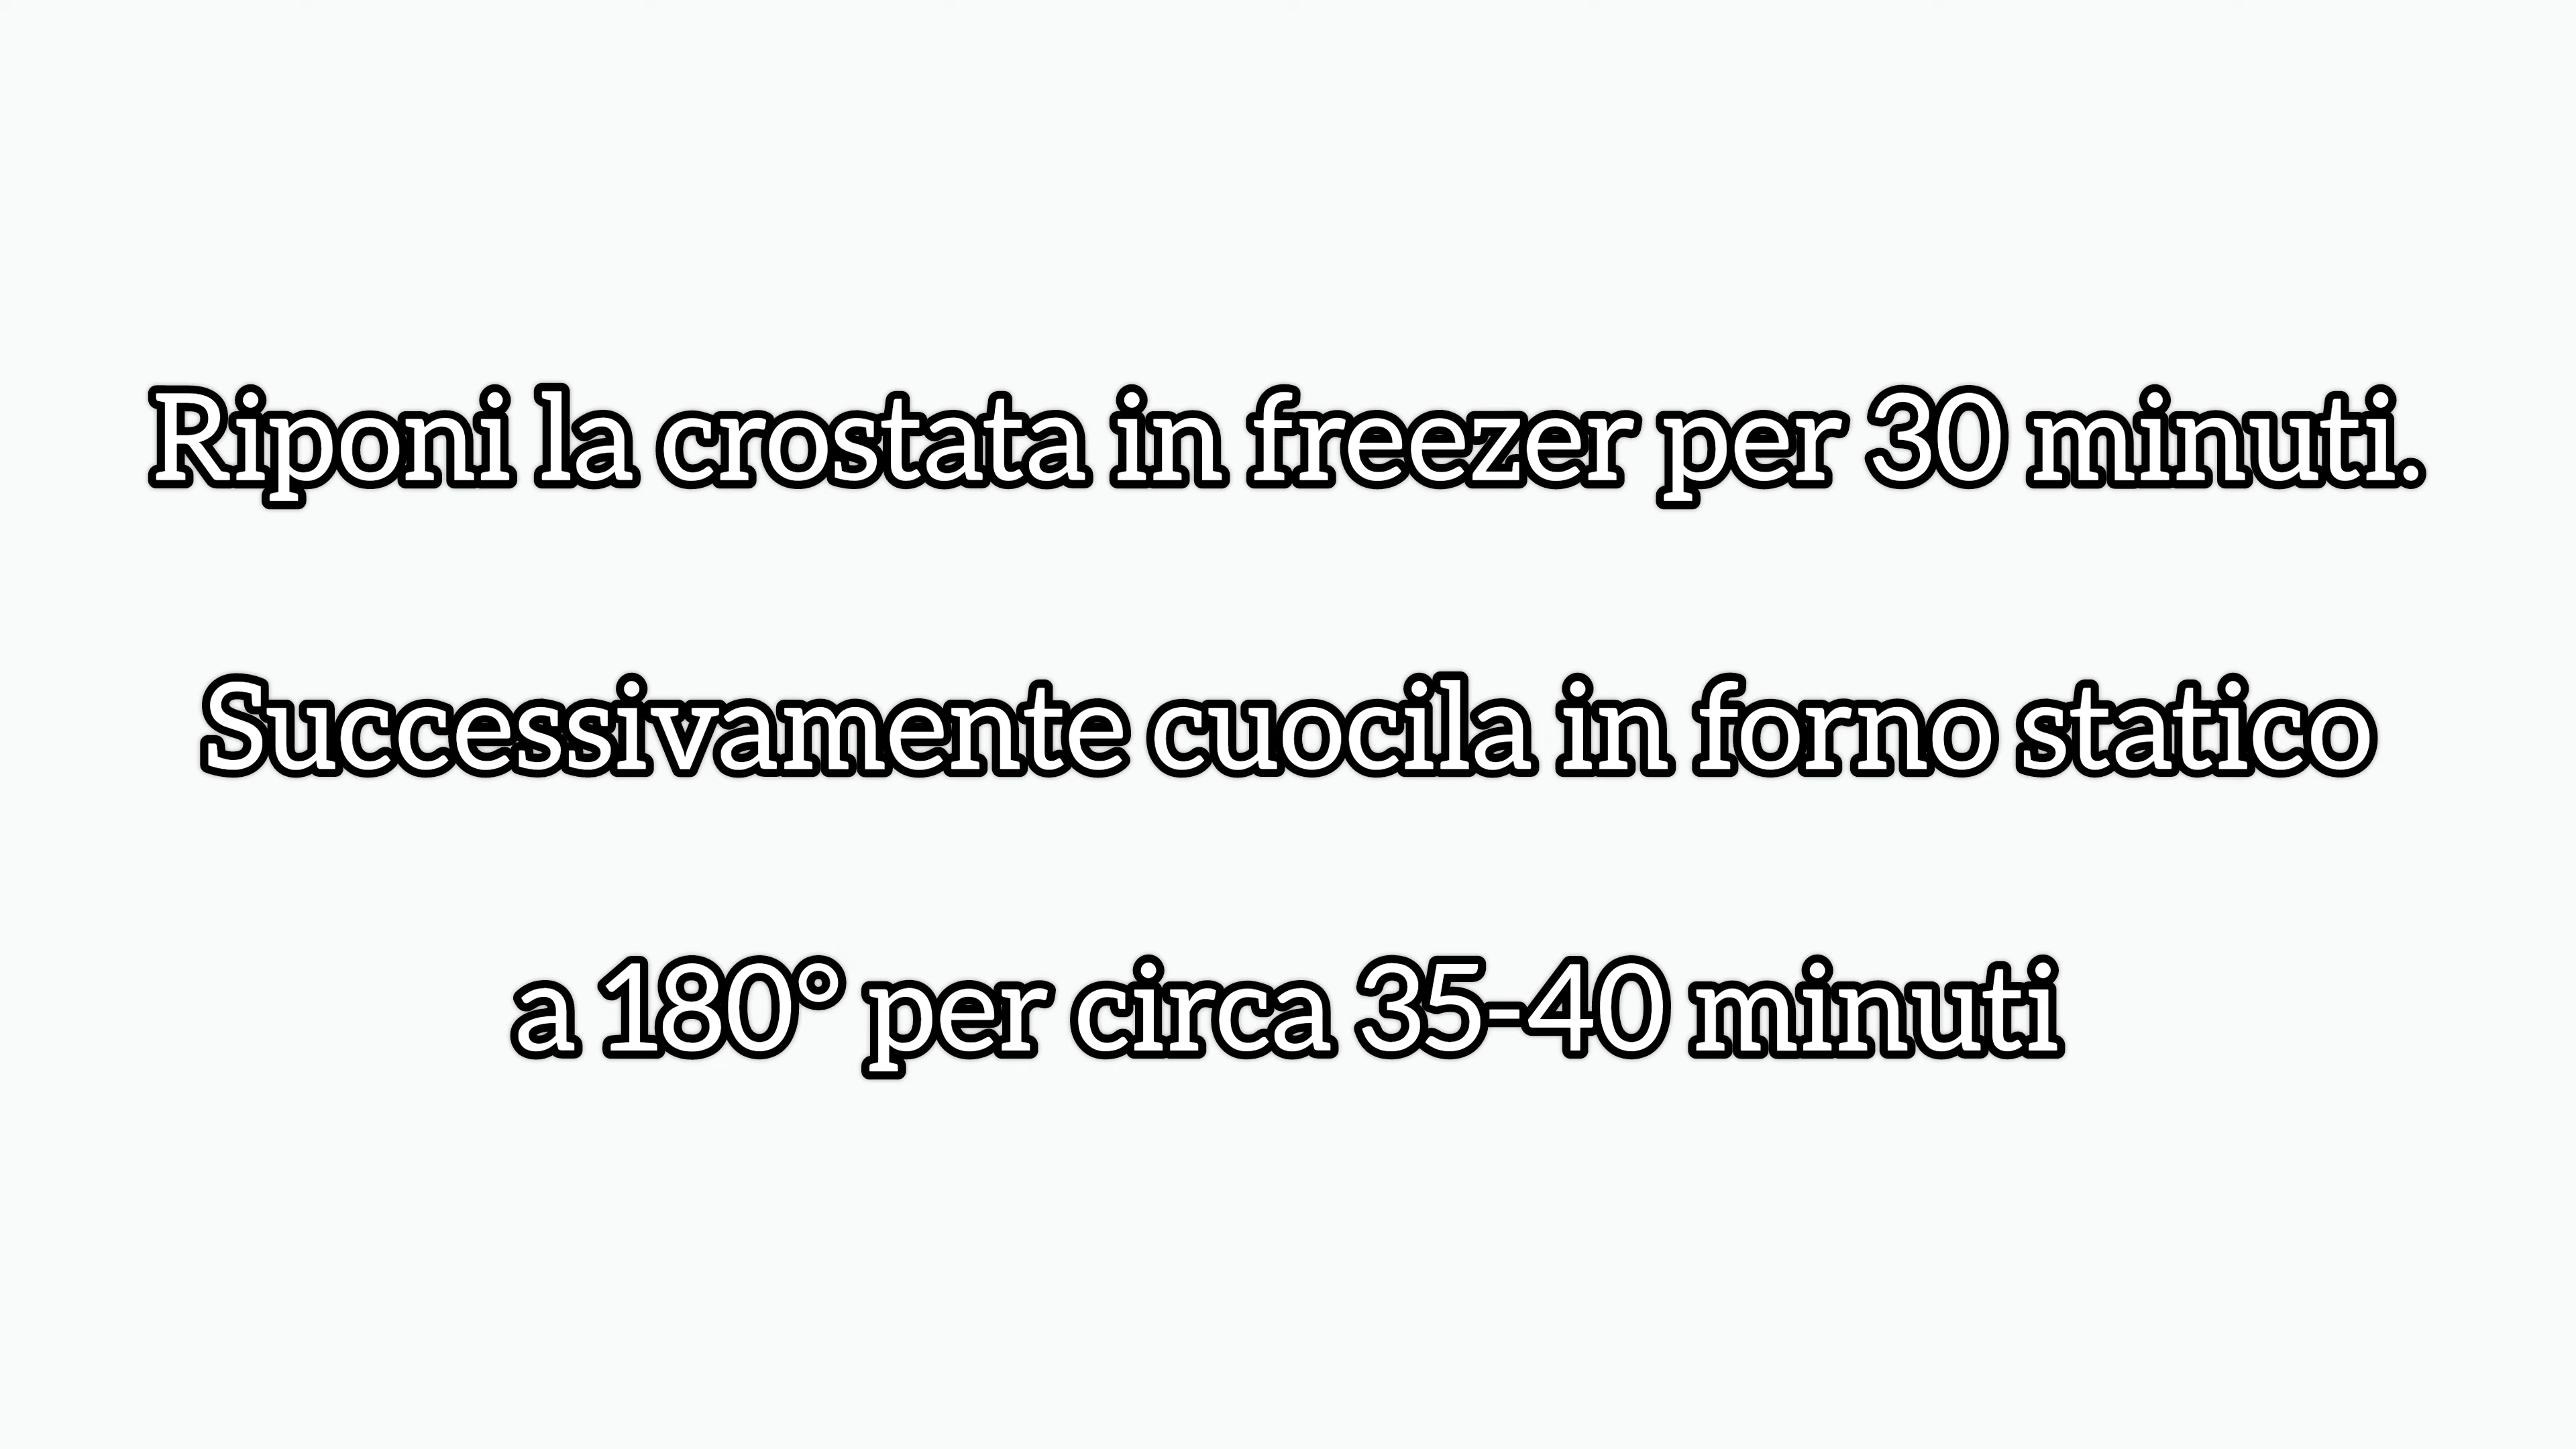 Riponi la crostata in freezer per 30 minuti.
Successivamente cuocila in forno statico
a 180° per circa 35-40 minuti